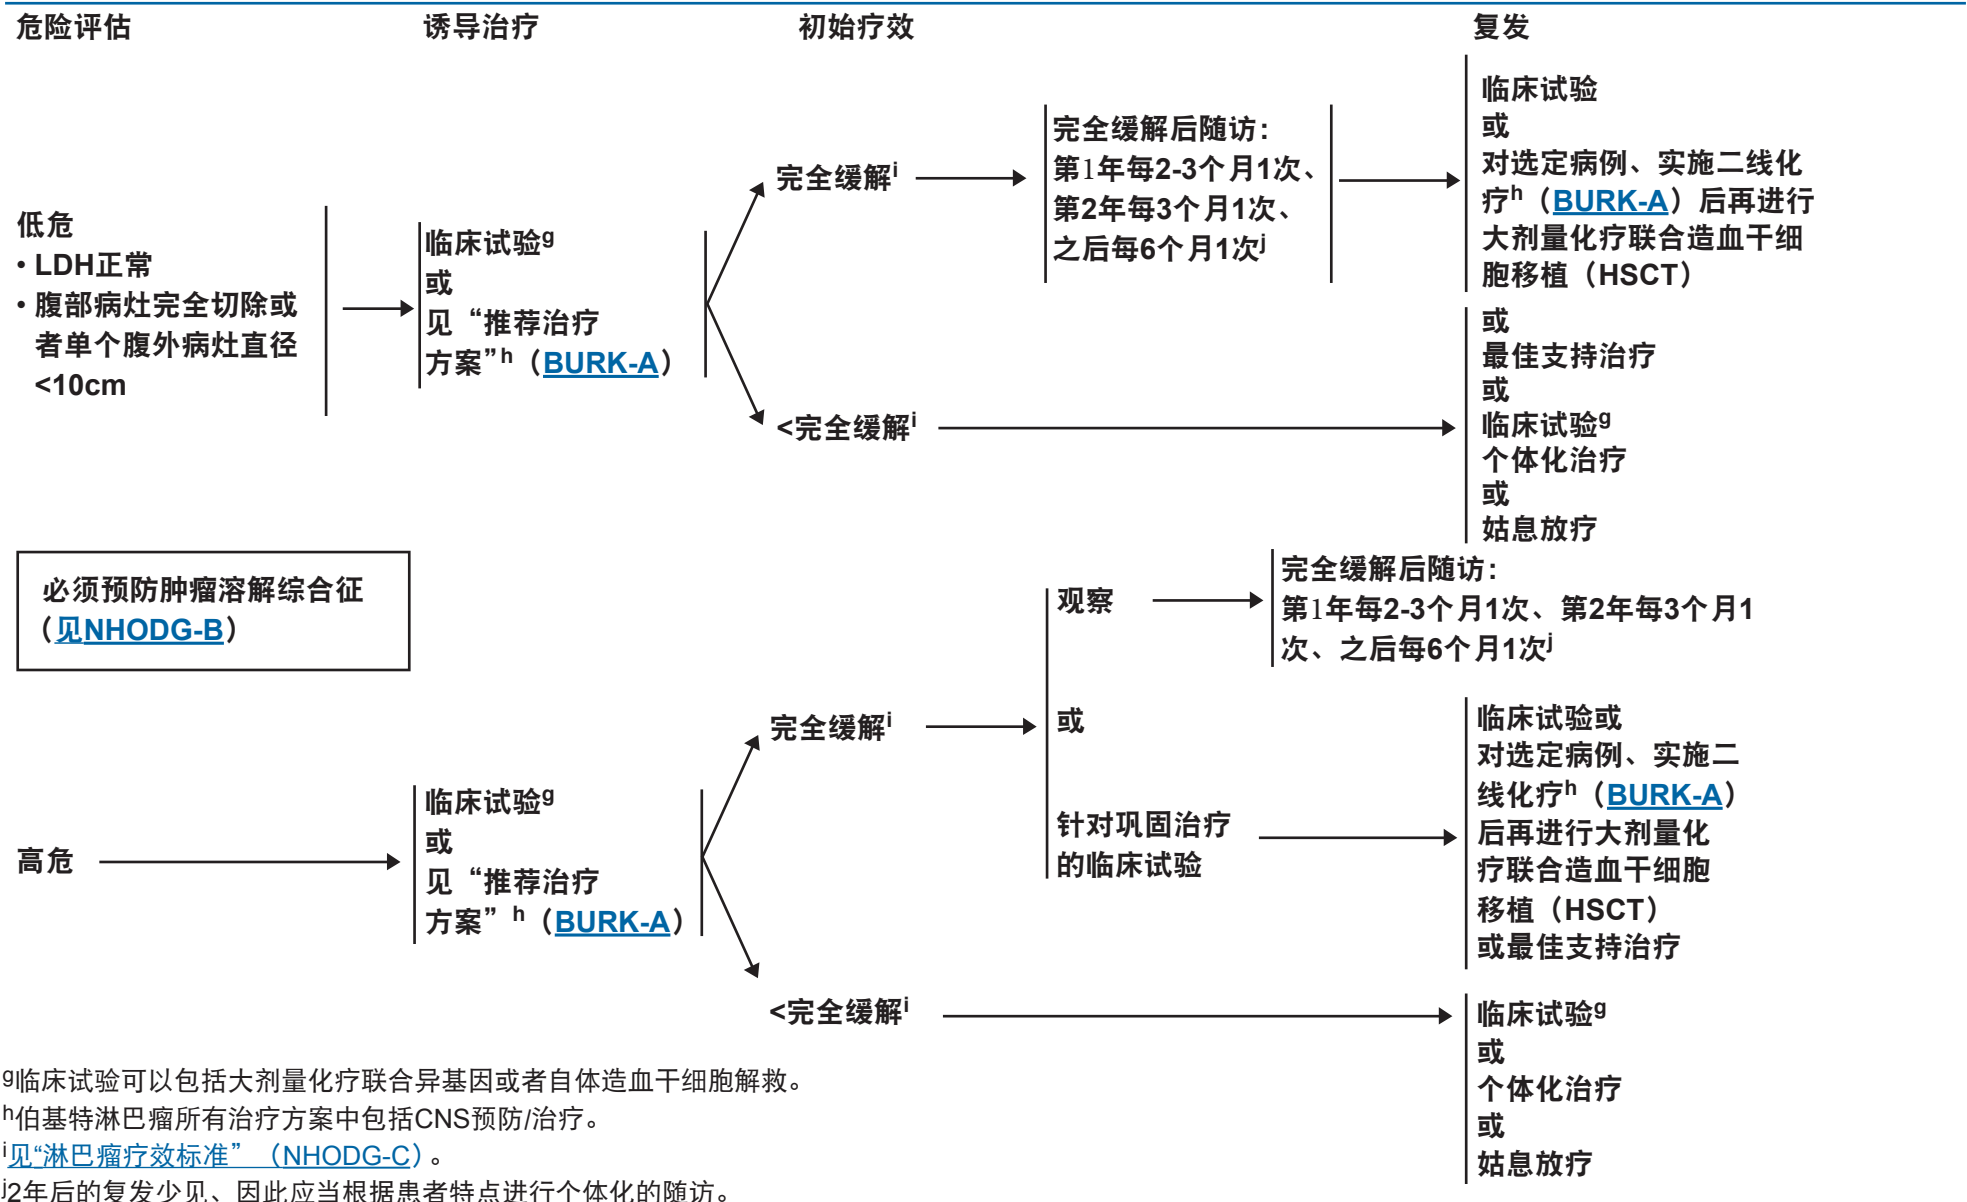 危险评估
诱导治疗
初始疗效
复发
低危
• LDH正常
• 腹部病灶完全切除或
者单个腹外病灶直径
<10cm
临床试验g
或
见“推荐治疗
方案”h（BURK-A）
完全缓解i
完全缓解后随访：
第1年每2-3个月1次、
第2年每3个月1次、
之后每6个月1次j
临床试验
或
对选定病例、实施二线化
疗h（BURK-A）后再进行
大剂量化疗联合造血干细
胞移植（HSCT）
或
最佳支持治疗
或
<完全缓解i
临床试验g
个体化治疗
或
姑息放疗
必须预防肿瘤溶解综合征
（见NHODG-B）
高危
临床试验g
或
见“推荐治疗
方案”h（BURK-A）
完全缓解i
观察
完全缓解后随访：
第1年每2-3个月1次、第2年每3个月1
次、之后每6个月1次j
或
针对巩固治疗
的临床试验
临床试验或
对选定病例、实施二
线化疗h（BURK-A）
后再进行大剂量化
疗联合造血干细胞
移植（HSCT）
或最佳支持治疗
<完全缓解i
临床试验g
或
个体化治疗
或
姑息放疗
g临床试验可以包括大剂量化疗联合异基因或者自体造血干细胞解救。
h伯基特淋巴瘤所有治疗方案中包括CNS预防/治疗。
i见“淋巴瘤疗效标准”（NHODG-C）。
j2年后的复发少见、因此应当根据患者特点进行个体化的随访。